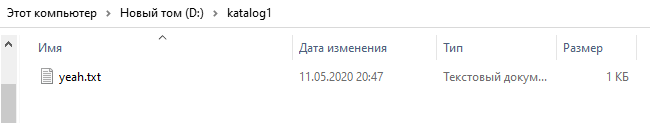 Этот компьютер > Новый том (D:) > katalog1
Имя Дата изменения Тип Размер
yeah.txt 11.05.2020 20:47 Текстовый докум... 1 КБ